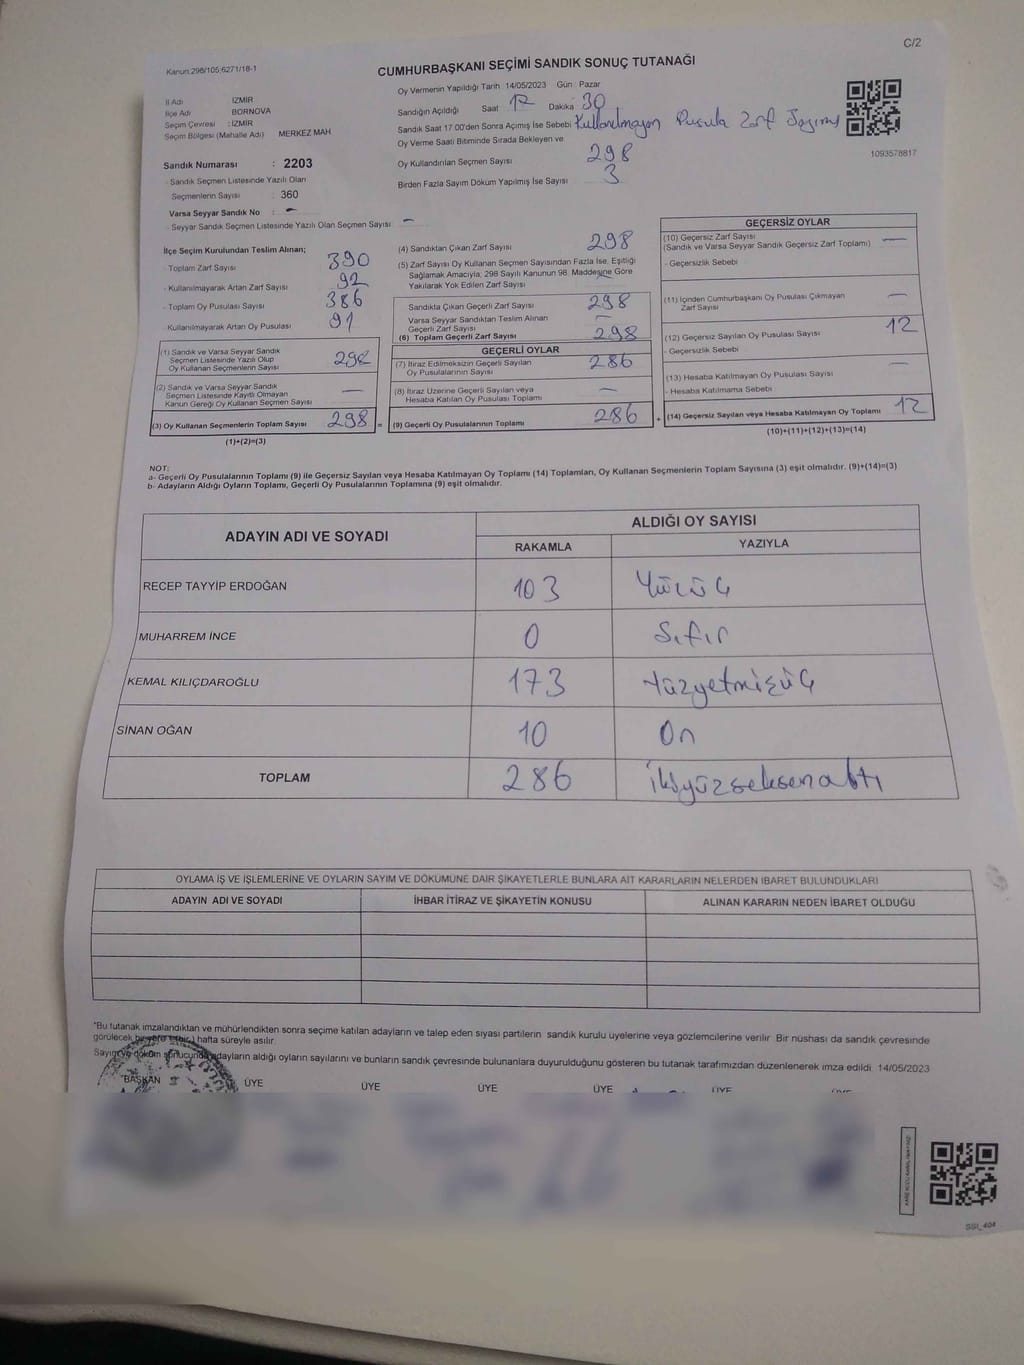 C/2
Kanun:298/105;6271/18-1
CUMHURBAŞKANI SEÇİMİ SANDIK SONUÇ TUTANAĞI
Oy Vermenin Yapıldığı Tarih :14/05/2023 Gün : Pazar
İl Adı İZMİR
İlçe Adı BORNOVA
Seçim Çevresi : İZMİR
Seçim Bölgesi (Mahalle Adı) MERKEZ MAH
Sandığın Açıldığı Saat 17 Dakika 30
Sandık Saat 17.00'den Sonra Açımış İse Sebebi Kullanılmayan Pusula Zarf Sayımı
Oy Verme Saati Bitiminde Sırada Bekleyen ve
Oy Kullandırılan Seçmen Sayısı 298
Birden Fazla Sayım Döküm Yapılmış İse Sayısı 3
1093578817
Sandık Numarası : 2203
- Sandık Seçmen Listesinde Yazılı Olan
Seçmenlerin Sayısı : 360
Varsa Seyyar Sandık No : -
- Seyyar Sandık Seçmen Listesinde Yazılı Olan Seçmen Sayısı -
İlçe Seçim Kurulundan Teslim Alınan;
- Toplam Zarf Sayısı 390
- Kullanılmayarak Artan Zarf Sayısı 92
- Toplam Oy Pusulası Sayısı 386
- Kullanılmayarak Artan Oy Pusulası 91
(1) Sandık ve Varsa Seyyar Sandık
Seçmen Listesinde Yazılı Olup
Oy Kullanan Seçmenlerin Sayısı 298
(2) Sandık ve Varsa Seyyar Sandık
Seçmen Listesinde Kayıtlı Olmayan
Kanun Gereği Oy Kullanan Seçmen Sayısı —
(3) Oy Kullanan Seçmenlerin Toplam Sayısı 298 =
(1)+(2)=(3)
(4) Sandıktan Çıkan Zarf Sayısı 298
(5) Zarf Sayısı Oy Kullanan Seçmen Sayısından Fazla İse, Eşitliği
Sağlamak Amacıyla; 298 Sayılı Kanunun 98. Maddesine Göre
Yakılarak Yok Edilen Zarf Sayısı —
Sandıkta Çıkan Geçerli Zarf Sayısı 298
Varsa Seyyar Sandıktan Teslim Alınan
Geçerli Zarf Sayısı —
(6) Toplam Geçerli Zarf Sayısı 298
GEÇERLİ OYLAR
(7) İtiraz Edilmeksizin Geçerli Sayılan
Oy Pusulalarının Sayısı 286
(8) İtiraz Üzerine Geçerli Sayılan veya
Hesaba Katılan Oy Pusulası Toplamı —
(9) Geçerli Oy Pusulalarının Toplamı 286 +
GEÇERSİZ OYLAR
(10) Geçersiz Zarf Sayısı
(Sandık ve Varsa Seyyar Sandık Geçersiz Zarf Toplamı) —
- Geçersizlik Sebebi
(11) İçinden Cumhurbaşkanı Oy Pusulası Çıkmayan
Zarf Sayısı —
(12) Geçersiz Sayılan Oy Pusulası Sayısı 12
- Geçersizlik Sebebi
(13) Hesaba Katılmayan Oy Pusulası Sayısı —
- Hesaba Katılmama Sebebi
(14) Geçersiz Sayılan veya Hesaba Katılmayan Oy Toplamı 12
(10)+(11)+(12)+(13)=(14)
NOT:
a- Geçerli Oy Pusulalarının Toplamı (9) ile Geçersiz Sayılan veya Hesaba Katılmayan Oy Toplamı (14) Toplamları, Oy Kullanan Seçmenlerin Toplam Sayısına (3) eşit olmalıdır. (9)+(14)=(3)
b- Adayların Aldığı Oyların Toplamı, Geçerli Oy Pusulalarının Toplamına (9) eşit olmalıdır.
ADAYIN ADI VE SOYADI ALDIĞI OY SAYISI
RAKAMLA YAZIYLA
RECEP TAYYİP ERDOĞAN 103 Yüzüç
MUHARREM İNCE 0 Sıfır
KEMAL KILIÇDAROĞLU 173 Yüzyetmişüç
SİNAN OĞAN 10 On
TOPLAM 286 İkiyüzseksenaltı
OYLAMA İŞ VE İŞLEMLERİNE VE OYLARIN SAYIM VE DÖKÜMÜNE DAİR ŞİKAYETLERLE BUNLARA AİT KARARLARIN NELERDEN İBARET BULUNDUKLARI
ADAYIN ADI VE SOYADI İHBAR İTİRAZ VE ŞİKAYETİN KONUSU ALINAN KARARIN NEDEN İBARET OLDUĞU
"Bu tutanak imzalandıktan ve mühürlendikten sonra seçime katılan adayların ve talep eden siyasi partilerin sandık kurulu üyelerine veya gözlemcilerine verilir. Bir nüshası da sandık çevresinde
görülecek bir yere bir hafta süreyle asılır.
Sayım ve döküm sonucunda adayların aldığı oyların sayılarını ve bunların sandık çevresinde bulunanlara duyurulduğunu gösteren bu tutanak tarafımızdan düzenlenerek imza edildi. 14/05/2023
BAŞKAN ÜYE ÜYE ÜYE ÜYE ÜYE
SSI_404